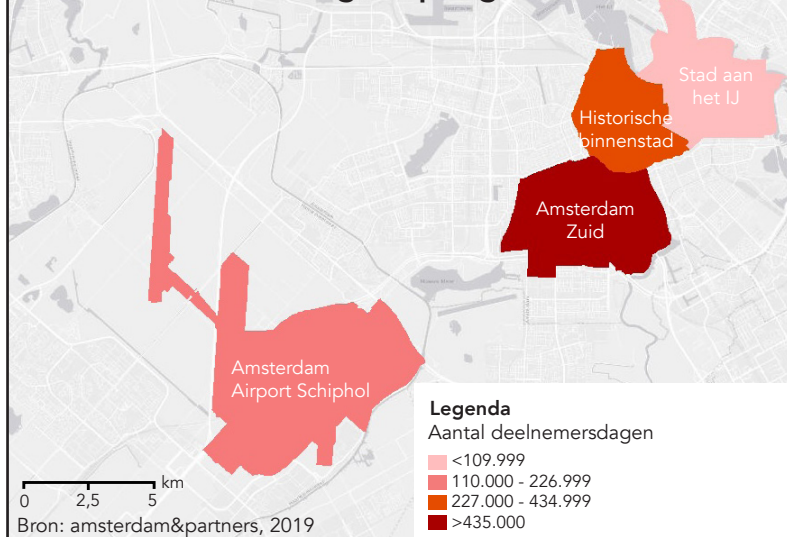 Stad aan
het IJ
Historische
binnenstad
Amsterdam
Zuid
Amsterdam
Airport Schiphol
Legenda
Aantal deelnemersdagen
<109.999
110.000 - 226.999
227.000 - 434.999
>435.000
km
0 2,5 5
Bron: amsterdam&partners, 2019